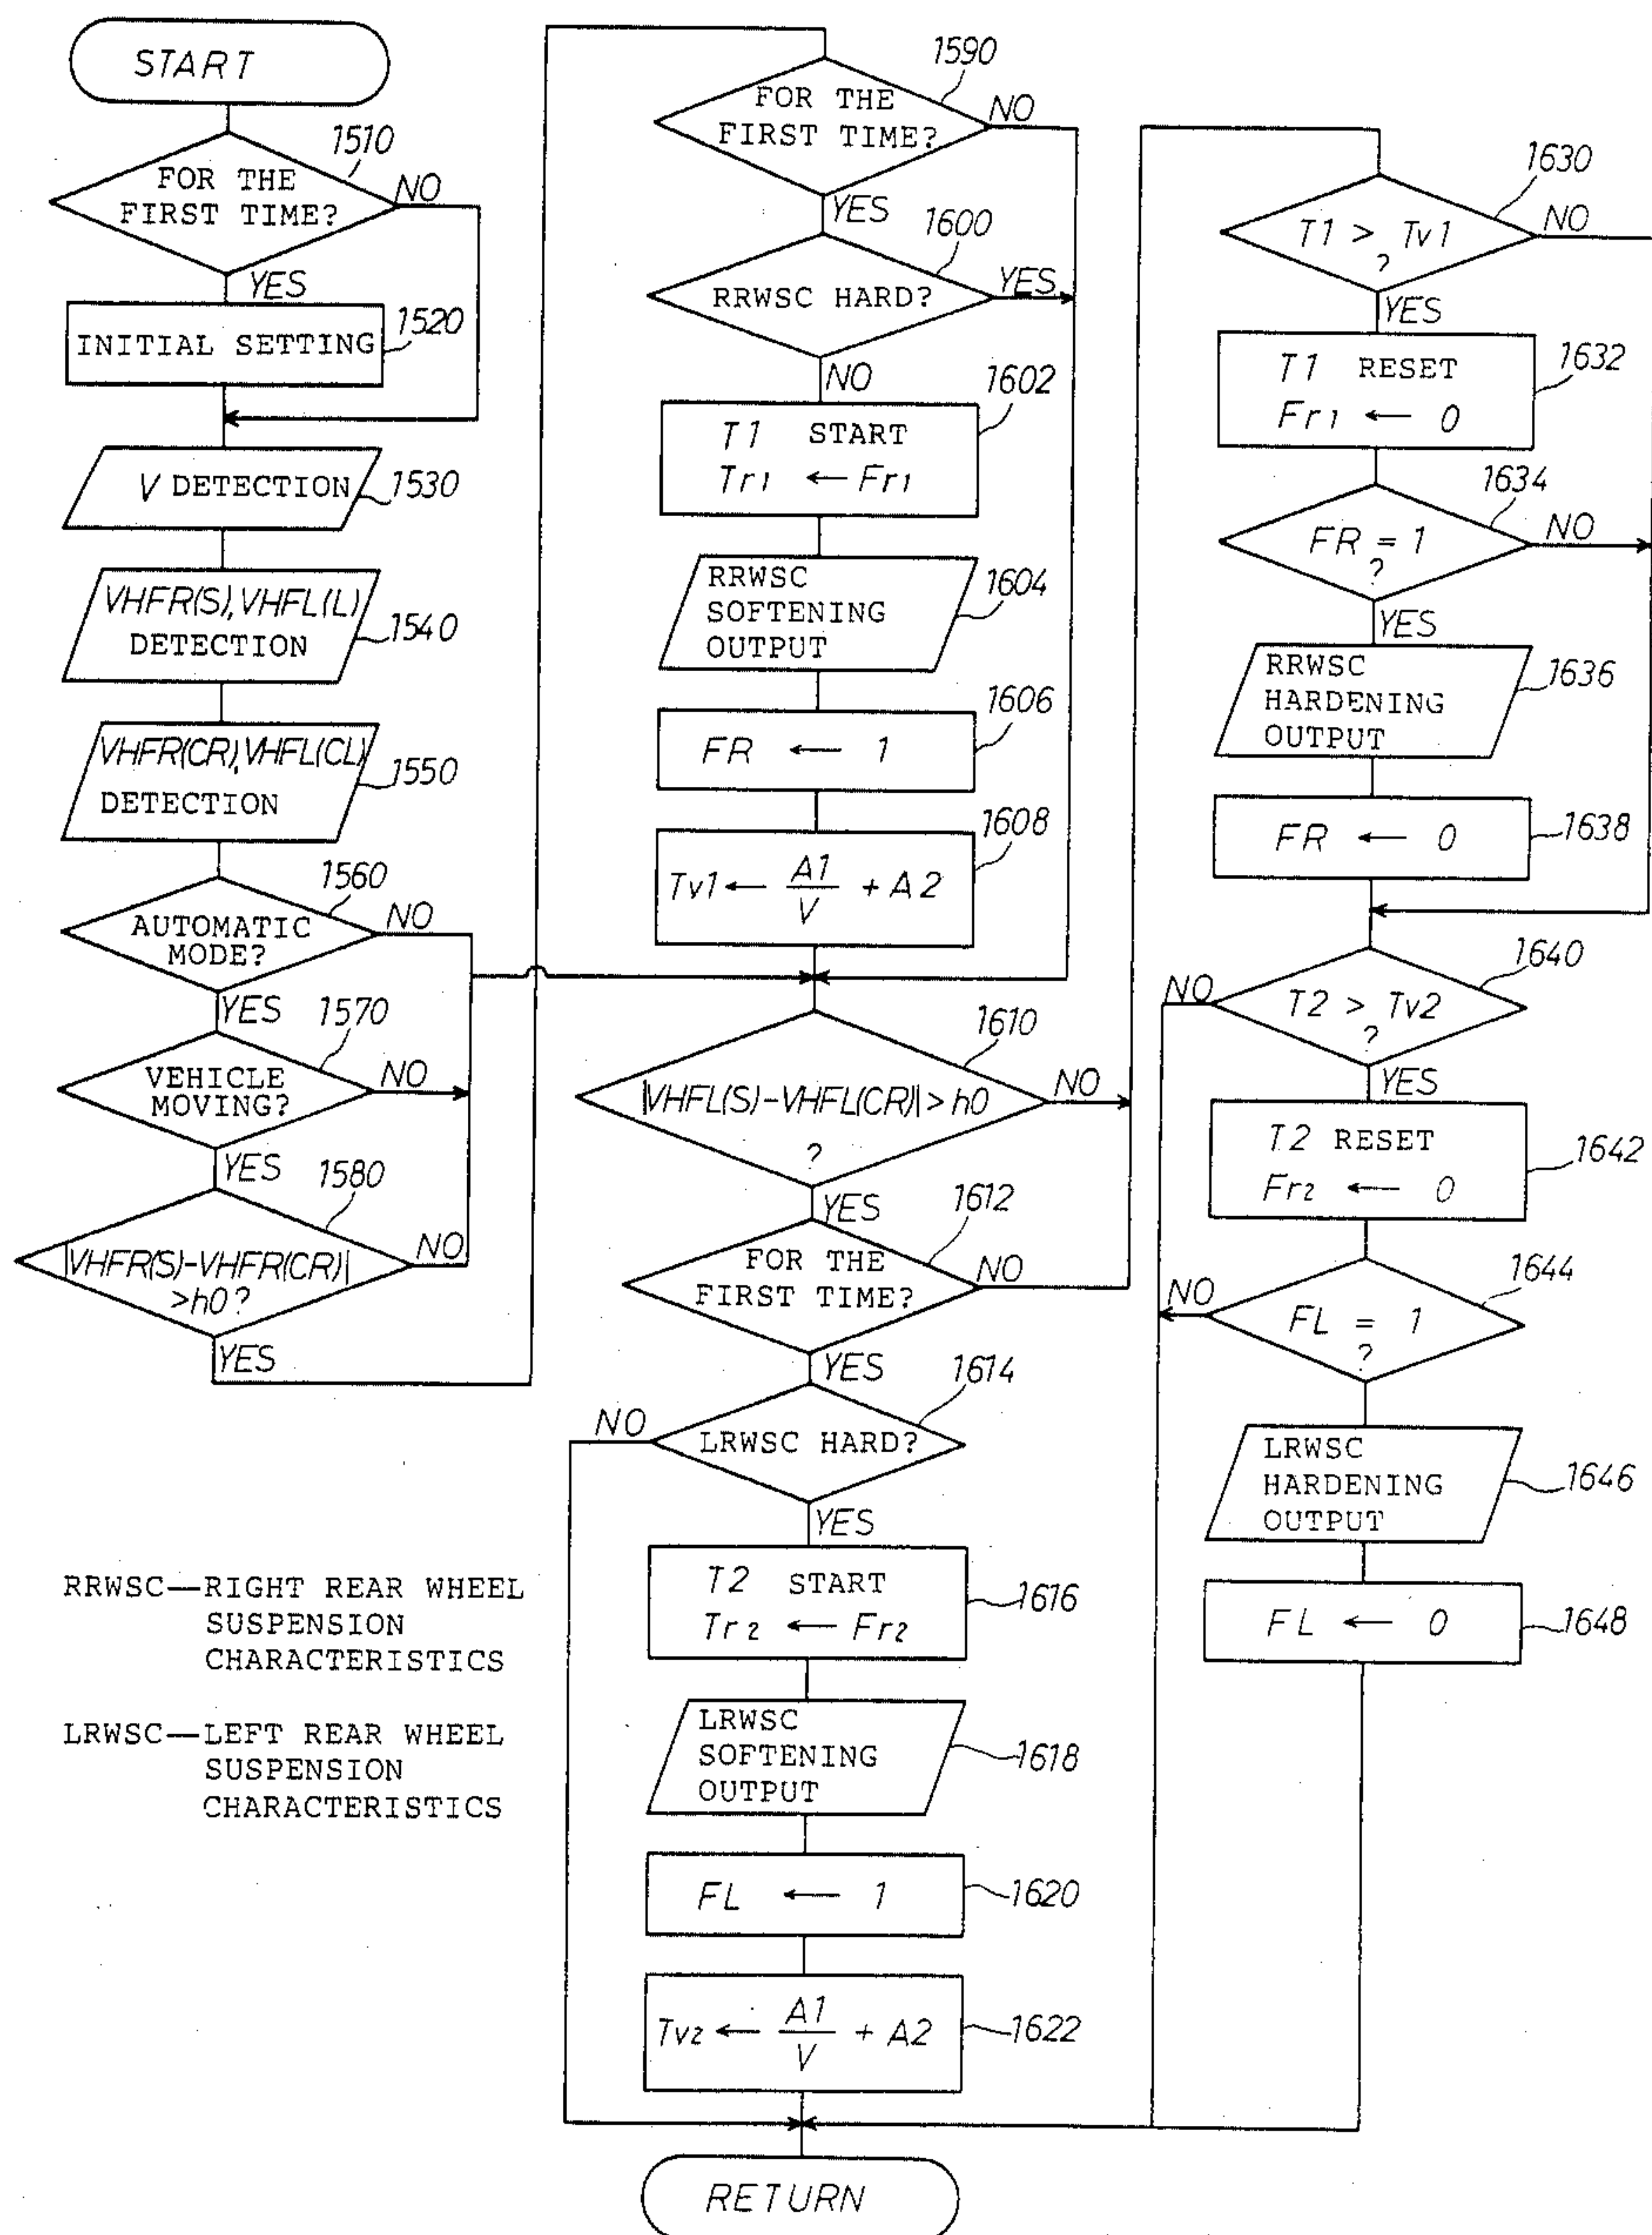 START
1510
FOR THE
FIRST TIME?
NO
YES
INITIAL SETTING
1520
V DETECTION
1530
VHFR(S), VHFL(L)
DETECTION
1540
VHFR(CR), VHFL(CL)
DETECTION
1550
1560
AUTOMATIC
MODE?
NO
YES
1570
VEHICLE
MOVING?
NO
YES
1580
|VHFR(S)-VHFR(CR)|
>h0?
NO
YES
RRWSC—RIGHT REAR WHEEL
SUSPENSION
CHARACTERISTICS
LRWSC—LEFT REAR WHEEL
SUSPENSION
CHARACTERISTICS
1590
FOR THE
FIRST TIME?
NO
YES
1600
RRWSC HARD?
YES
NO
1602
T1 START
Tr1 ← Fr1
RRWSC
SOFTENING
OUTPUT
1604
1606
FR ← 1
1608
Tv1 ← A1/V + A2
1610
|VHFL(S)-VHFL(CR)| > h0
?
NO
YES
1612
FOR THE
FIRST TIME?
NO
YES
1614
LRWSC HARD?
NO
YES
T2 START
Tr2 ← Fr2
1616
LRWSC
SOFTENING
OUTPUT
1618
FL ← 1
1620
Tv2 ← A1/V + A2
1622
RETURN
1630
T1 > Tv1
?
NO
YES
T1 RESET
Fr1 ← 0
1632
1634
FR = 1
?
NO
YES
RRWSC
HARDENING
OUTPUT
1636
FR ← 0
1638
1640
T2 > Tv2
?
NO
YES
T2 RESET
Fr2 ← 0
1642
1644
FL = 1
?
NO
LRWSC
HARDENING
OUTPUT
1646
FL ← 0
1648